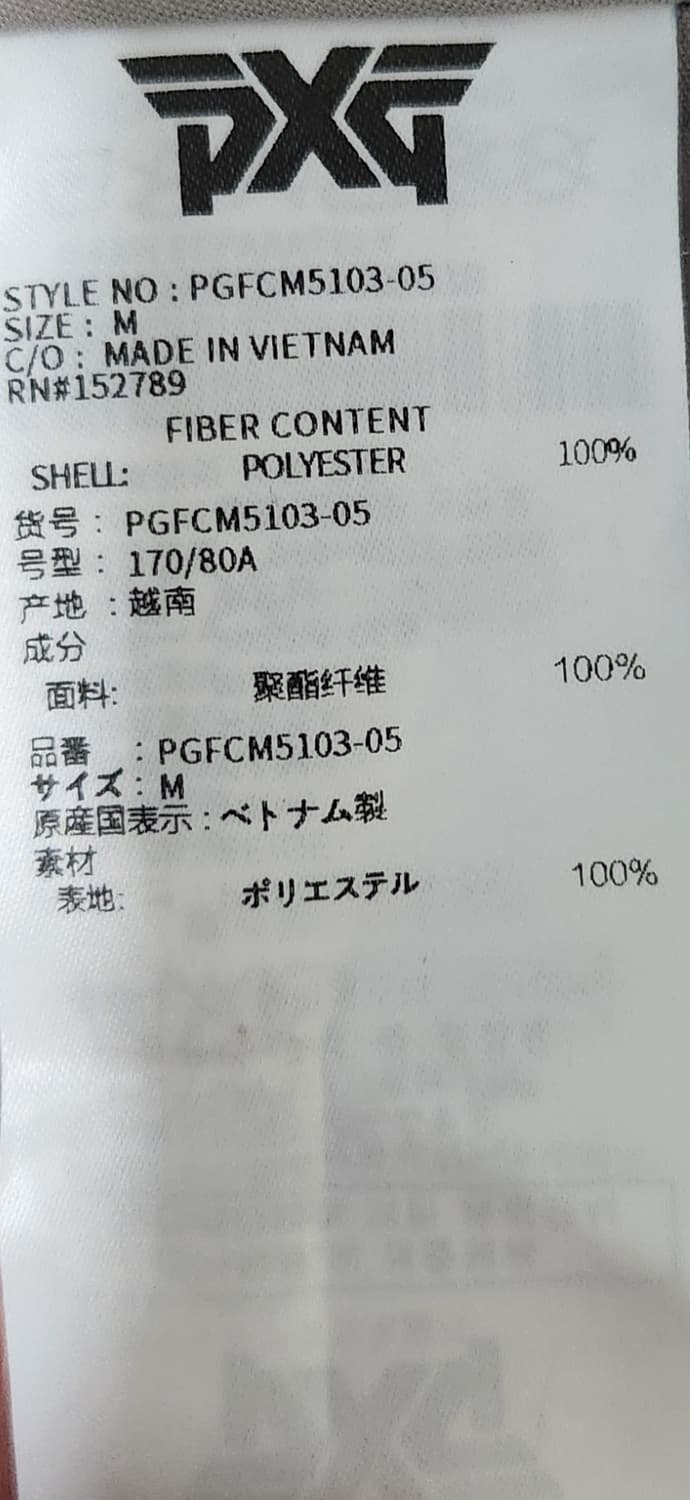 PXG
STYLE NO : PGFCM5103-05
SIZE : M
C/O : MADE IN VIETNAM
RN#152789
FIBER CONTENT
SHELL: POLYESTER 100%
货号 : PGFCM5103-05
号型 : 170/80A
产地 : 越南
成分
面料: 聚酯纤维 100%
品番 : PGFCM5103-05
サイズ : M
原産国表示 : ベトナム製
素材
表地: ポリエステル 100%